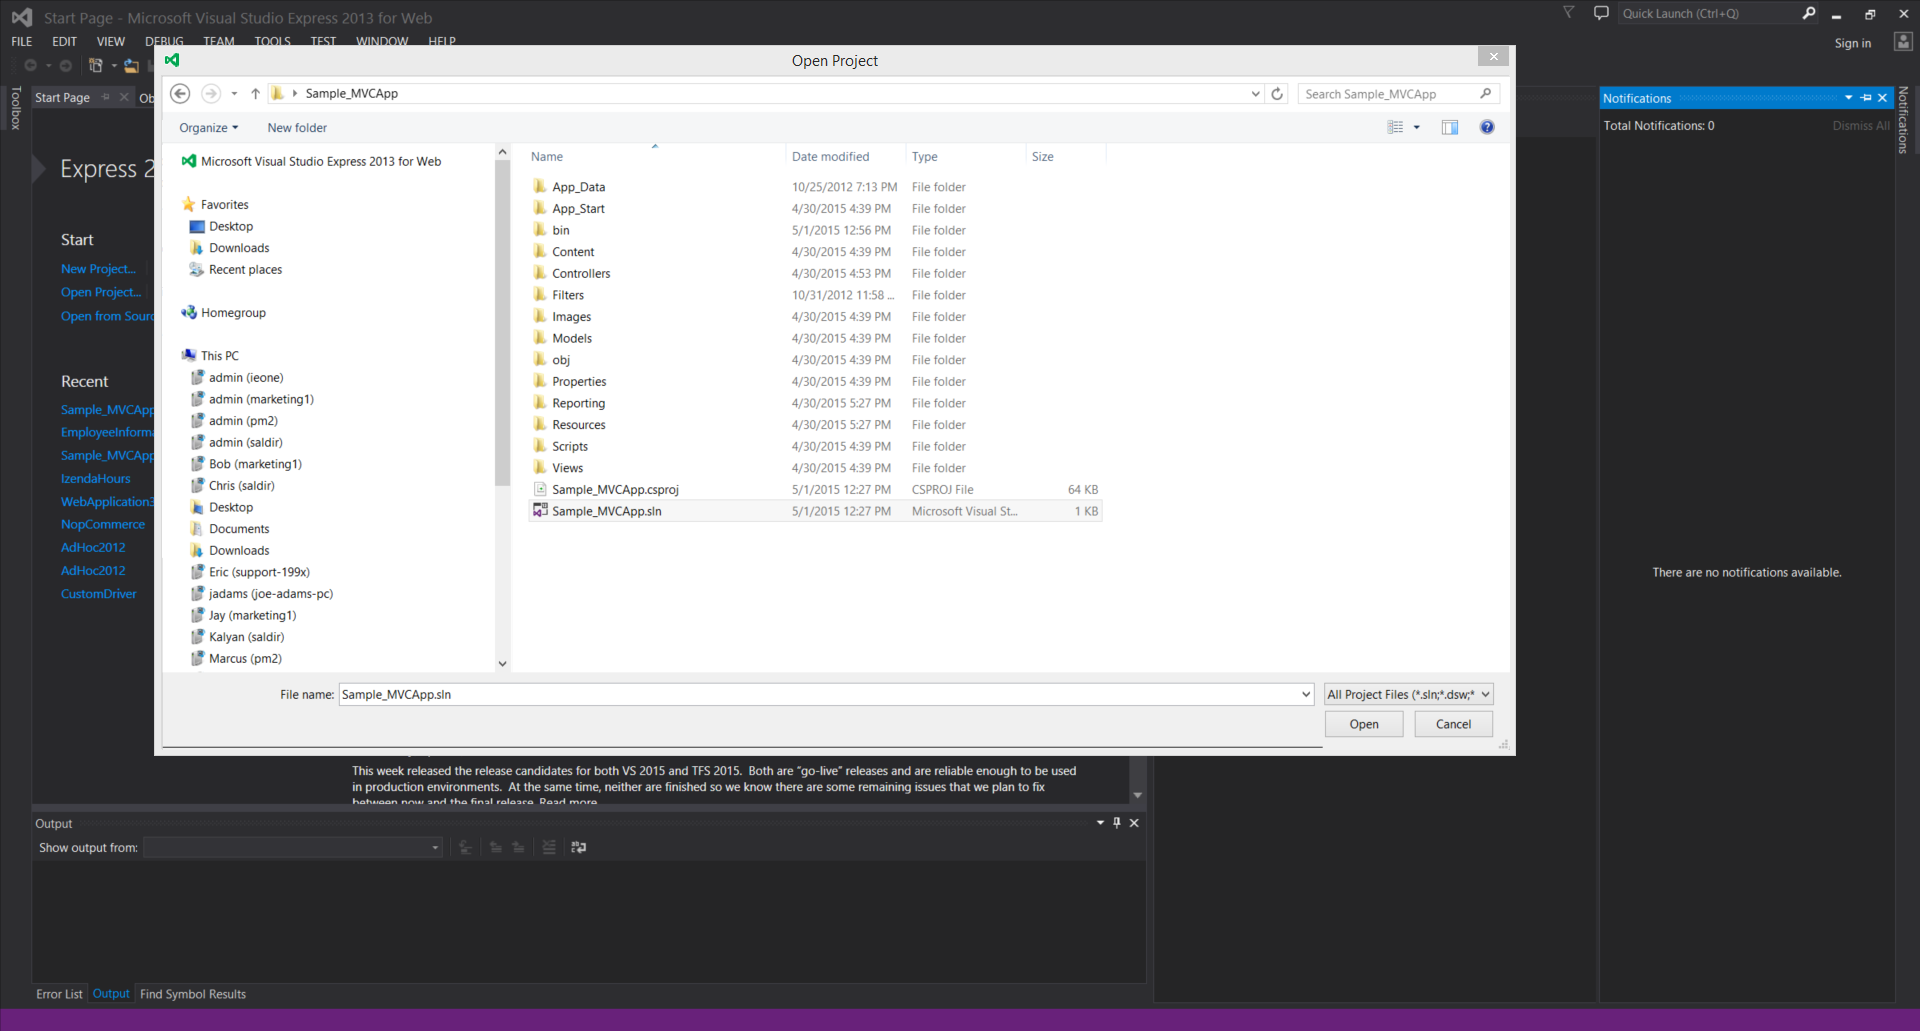 Start Page - Microsoft Visual Studio Express 2013 for Web
Quick Launch (Ctrl+Q)
FILE EDIT VIEW DEBUG TEAM TOOLS TEST WINDOW HELP
Sign in
Open Project
Sample_MVCApp
Search Sample_MVCApp
Organize
New folder
Toolbox
Start Page
Ob
Express 2
Start
New Project...
Open Project...
Open from Sourc
Recent
Sample_MVCApp
EmployeeInforma
Sample_MVCApp
IzendaHours
WebApplication3
NopCommerce
AdHoc2012
AdHoc2012
CustomDriver
Microsoft Visual Studio Express 2013 for Web
Favorites
Desktop
Downloads
Recent places
Homegroup
This PC
admin (ieone)
admin (marketing1)
admin (pm2)
admin (saldir)
Bob (marketing1)
Chris (saldir)
Desktop
Documents
Downloads
Eric (support-199x)
jadams (joe-adams-pc)
Jay (marketing1)
Kalyan (saldir)
Marcus (pm2)
Name Date modified Type Size
App_Data 10/25/2012 7:13 PM File folder
App_Start 4/30/2015 4:39 PM File folder
bin 5/1/2015 12:56 PM File folder
Content 4/30/2015 4:39 PM File folder
Controllers 4/30/2015 4:53 PM File folder
Filters 10/31/2012 11:58 ... File folder
Images 4/30/2015 4:39 PM File folder
Models 4/30/2015 4:39 PM File folder
obj 4/30/2015 4:39 PM File folder
Properties 4/30/2015 4:39 PM File folder
Reporting 4/30/2015 5:27 PM File folder
Resources 4/30/2015 5:27 PM File folder
Scripts 4/30/2015 4:39 PM File folder
Views 4/30/2015 4:39 PM File folder
Sample_MVCApp.csproj 5/1/2015 12:27 PM CSPROJ File 64 KB
Sample_MVCApp.sln 5/1/2015 12:27 PM Microsoft Visual St... 1 KB
File name: Sample_MVCApp.sln
All Project Files (*.sln;*.dsw;*
Open
Cancel
Notifications
Total Notifications: 0
Dismiss All
There are no notifications available.
Notifications
This week released the release candidates for both VS 2015 and TFS 2015. Both are “go-live” releases and are reliable enough to be used
in production environments. At the same time, neither are finished so we know there are some remaining issues that we plan to fix
between now and the final release. Read more
Output
Show output from:
Error List
Output
Find Symbol Results